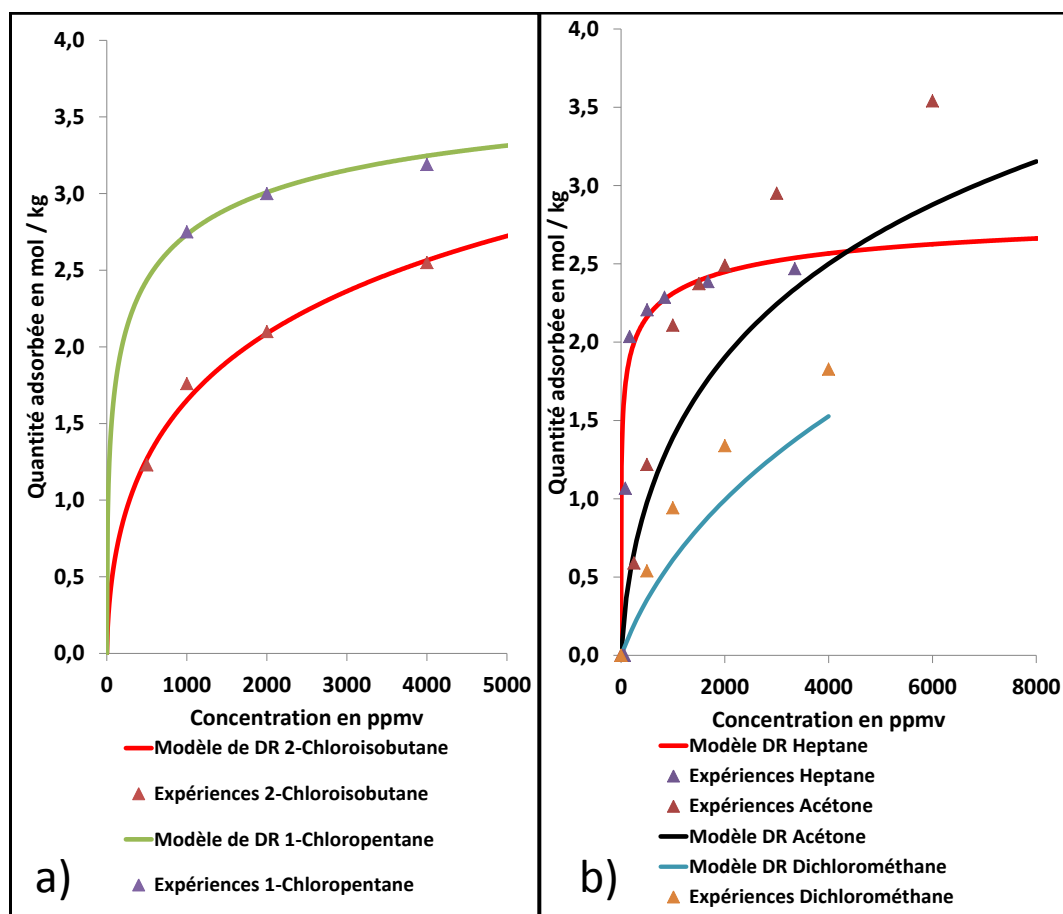 4,0
3,5
3,0
2,5
2,0
1,5
1,0
0,5
0,0
Quantité adsorbée en mol / kg
0 1000 2000 3000 4000 5000
Concentration en ppmv
Modèle de DR 2-Chloroisobutane
Expériences 2-Chloroisobutane
Modèle de DR 1-Chloropentane
Expériences 1-Chloropentane
a)
4,0
3,5
3,0
2,5
2,0
1,5
1,0
0,5
0,0
Quantité adsorbée en mol / kg
0 2000 4000 6000 8000
Concentration en ppmv
Modèle DR Heptane
Expériences Heptane
Expériences Acétone
Modèle DR Acétone
Modèle DR Dichlorométhane
Expériences Dichlorométhane
b)